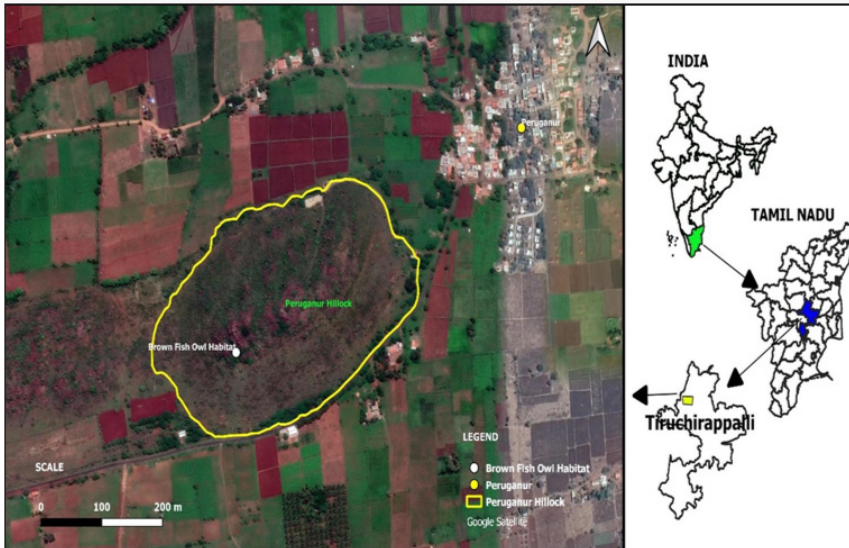 Peruganur
Peruganur Hillock
Brown Fish Owl Habitat
SCALE
0 100 200 m
LEGEND
Brown Fish Owl Habitat
Peruganur
Peruganur Hillock
Google Satellite
INDIA
TAMIL NADU
Tiruchirappalli